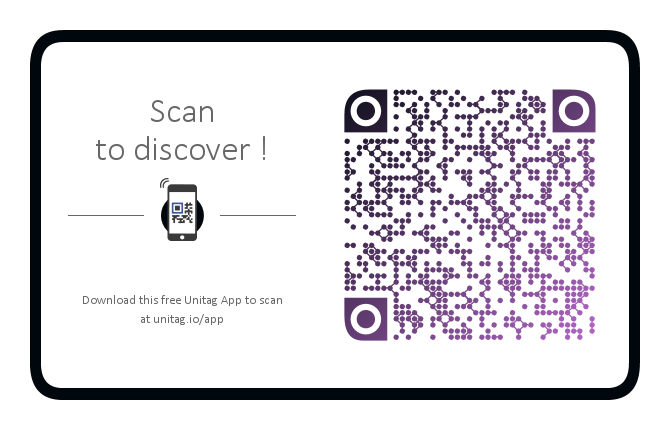 Scan
to discover !
Download this free Unitag App to scan
at unitag.io/app